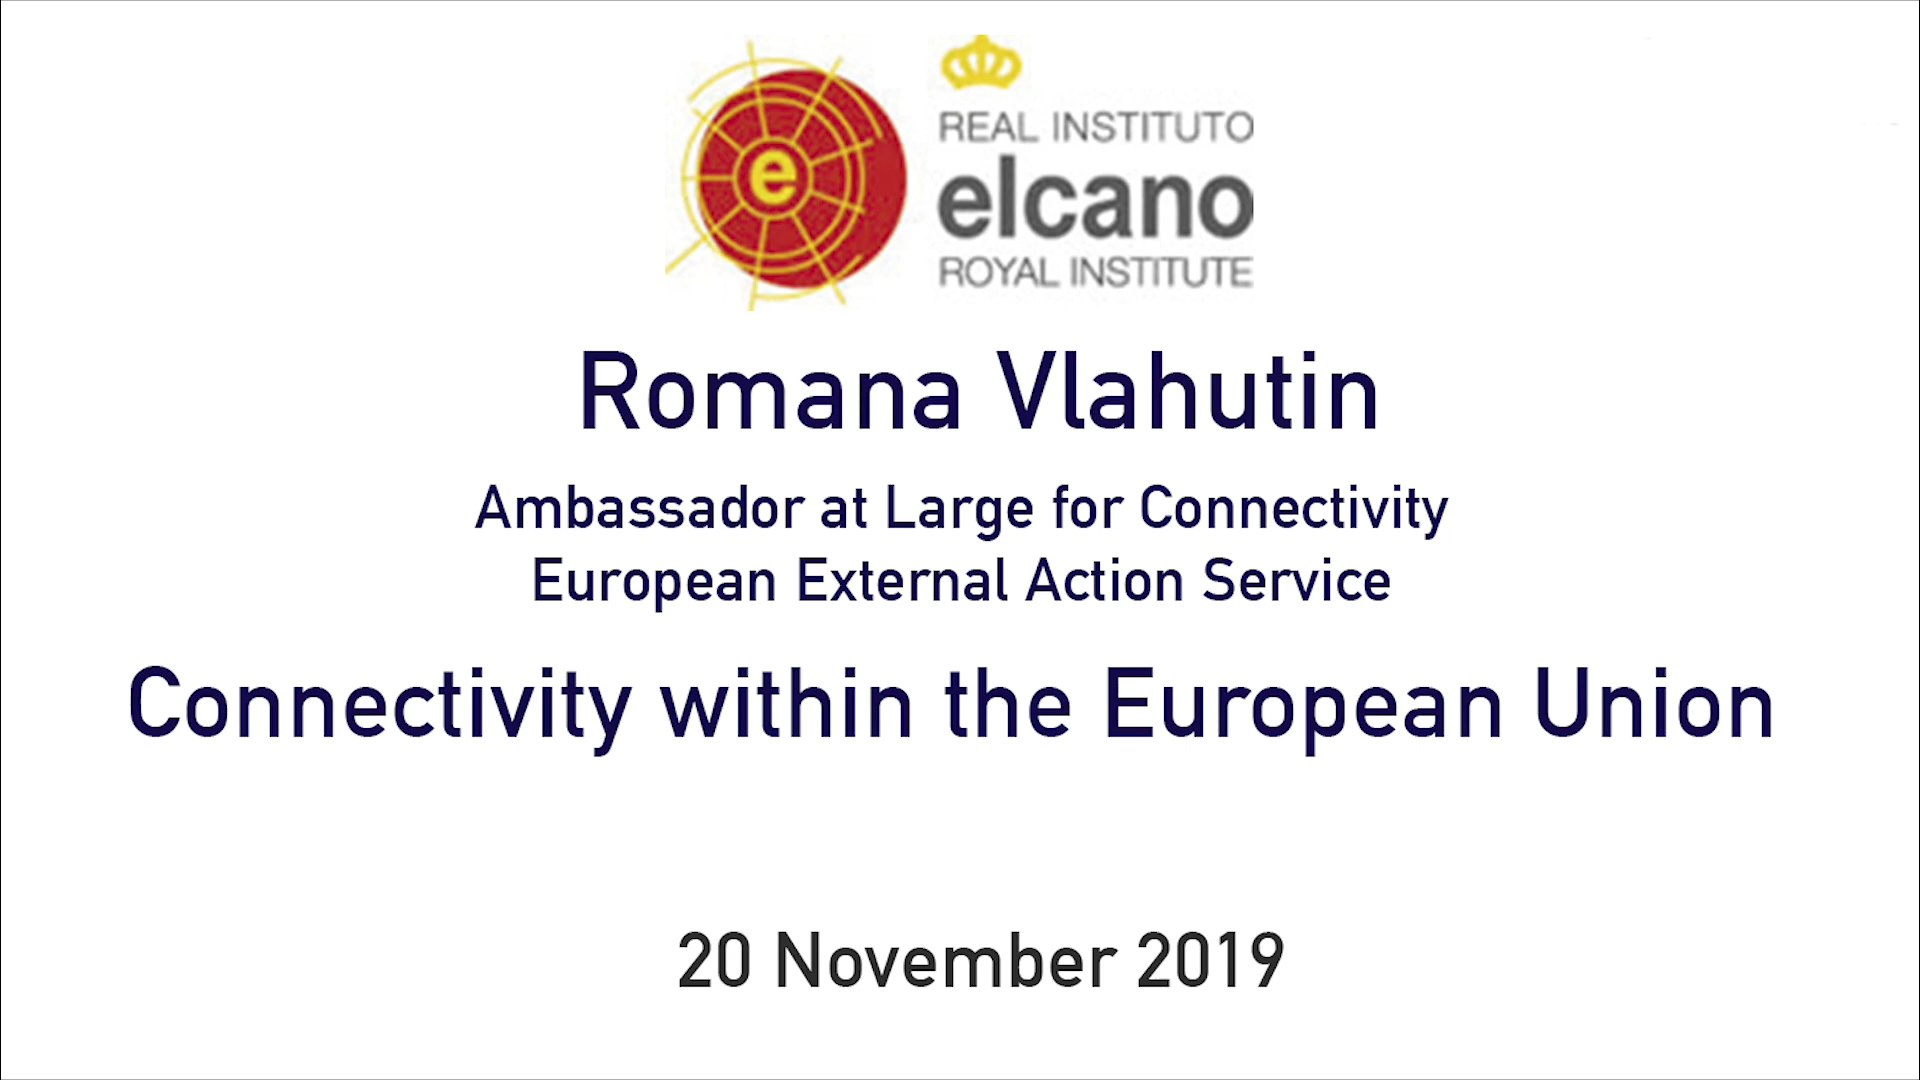 e
REAL INSTITUTO
elcano
ROYAL INSTITUTE
Romana Vlahutin
Ambassador at Large for Connectivity
European External Action Service
Connectivity within the European Union
20 November 2019